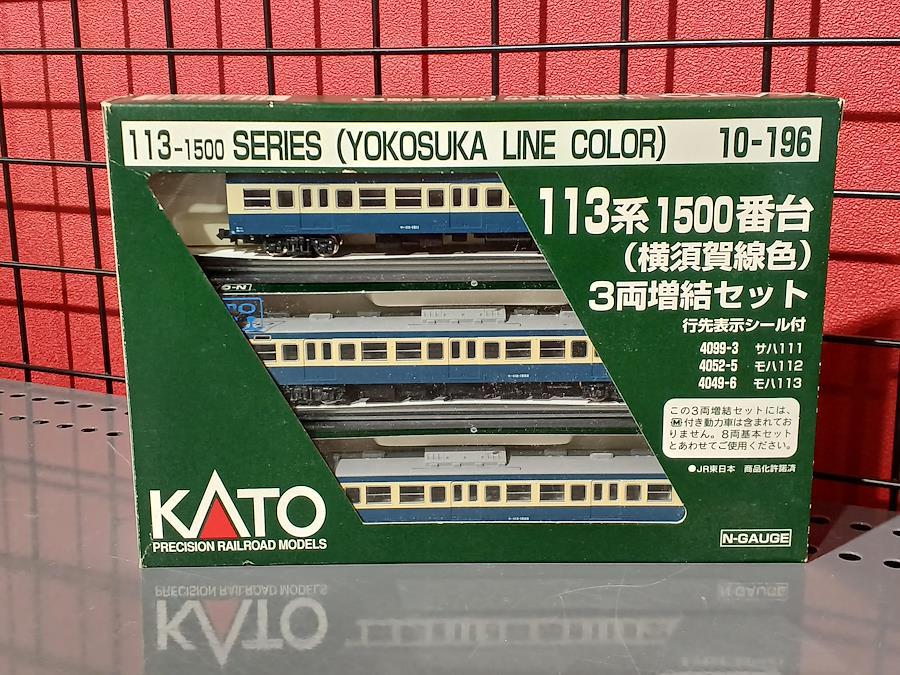 113-1500 SERIES (YOKOSUKA LINE COLOR) 10-196
113系1500番台
(横須賀線色)
3両増結セット
行先表示シール付
4099-3 サハ111
4052-5 モハ112
4049-6 モハ113
この3両増結セットには、
Ⓜ付き動力車は含まれてお
りません。8両基本セット
とあわせてご使用ください。
●JR東日本 商品化許諾済
KATO
PRECISION RAILROAD MODELS
N-GAUGE